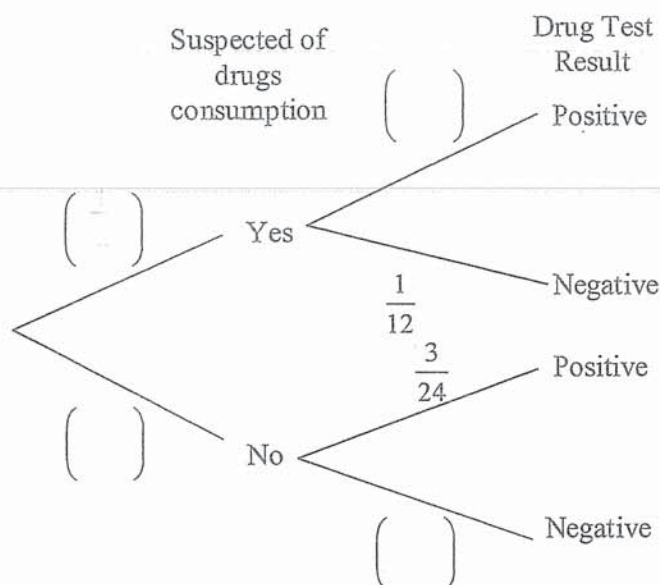 Suspected of
drugs
consumption
Drug Test
Result
( )
Positive
( )
Yes
1
12
Negative
3
24
Positive
( )
No
( )
Negative